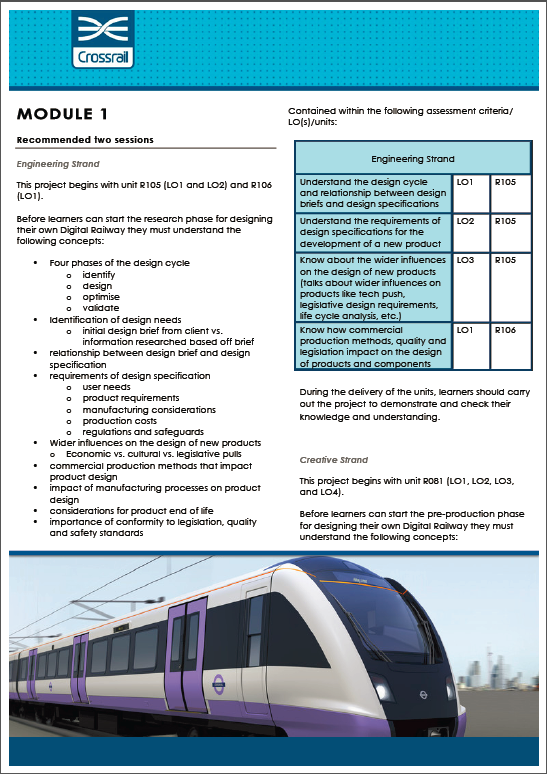 Crossrail
MODULE 1
Recommended two sessions
Engineering Strand
This project begins with unit R105 (LO1 and LO2) and R106
(LO1).
Before learners can start the research phase for designing
their own Digital Railway they must understand the
following concepts:
• Four phases of the design cycle
o identify
o design
o optimise
o validate
• Identification of design needs
o initial design brief from client vs.
information researched based off brief
• relationship between design brief and design
specification
• requirements of design specification
o user needs
o product requirements
o manufacturing considerations
o production costs
o regulations and safeguards
• Wider influences on the design of new products
o Economic vs. cultural vs. legislative pulls
• commercial production methods that impact
product design
• impact of manufacturing processes on product
design
• considerations for product end of life
• importance of conformity to legislation, quality
and safety standards
Contained within the following assessment criteria/
LO(s)/units:
Engineering Strand
Understand the design cycle LO1 R105
and relationship between design
briefs and design specifications
Understand the requirements of LO2 R105
design specifications for the
development of a new product
Know about the wider influences LO3 R105
on the design of new products
(talks about wider influences on
products like tech push,
legislative design requirements,
life cycle analysis, etc.)
Know how commercial LO1 R106
production methods, quality and
legislation impact on the design
of products and components
During the delivery of the units, learners should carry
out the project to demonstrate and check their
knowledge and understanding.
Creative Strand
This project begins with unit R081 (LO1, LO2, LO3,
and LO4).
Before learners can start the pre-production phase
for designing their own Digital Railway they must
understand the following concepts: